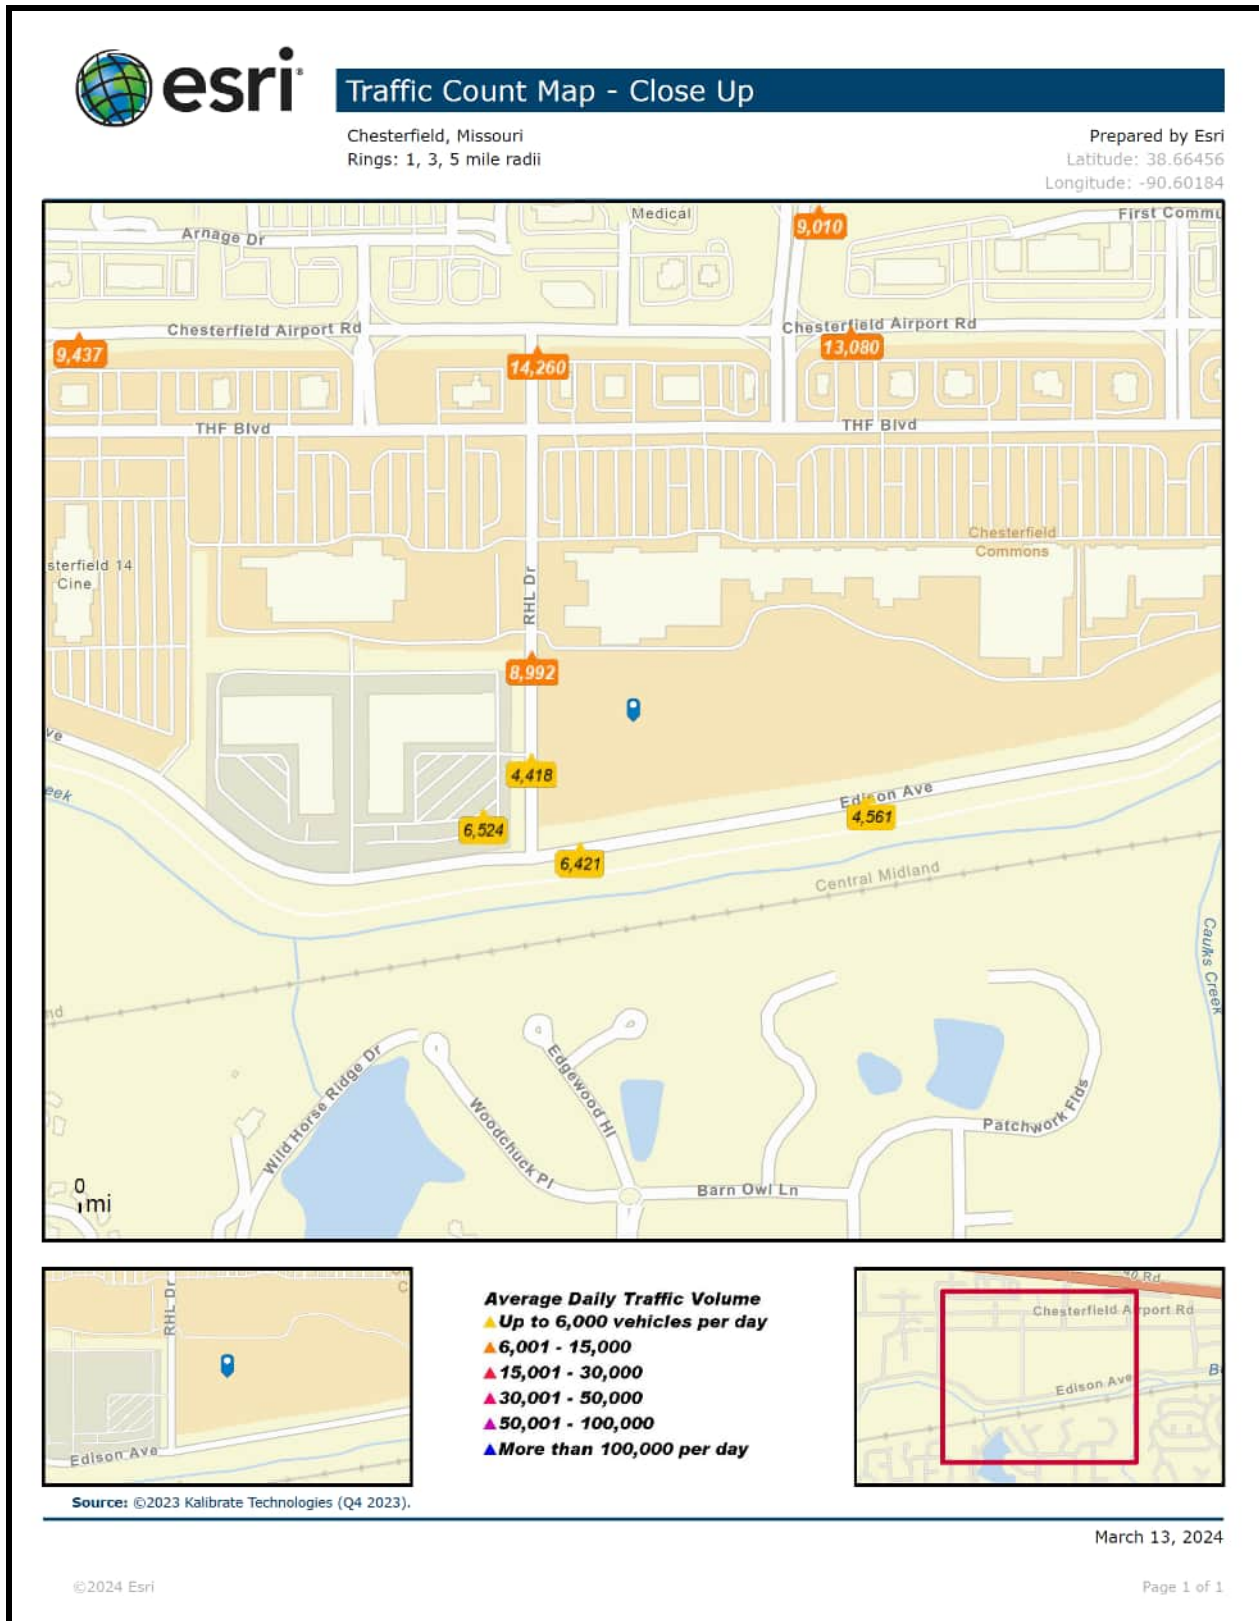 esri®
Traffic Count Map - Close Up
Chesterfield, Missouri
Rings: 1, 3, 5 mile radii
Prepared by Esri
Latitude: 38.66456
Longitude: -90.60184
Medical
First Commu
9,010
Arnage Dr
Chesterfield Airport Rd
Chesterfield Airport Rd
9,437
14,260
13,080
THF Blvd
THF Blvd
Chesterfield
Commons
sterfield 14
Cine
RHL Dr
8,992
ve
4,418
eek
Edison Ave
6,524
4,561
6,421
Central Midland
Caulks Creek
nd
Wild Horse Ridge Dr
Edgewood Hl
Woodchuck Pl
Patchwork Flds
Barn Owl Ln
0
mi
RHL Dr
C
Edison Ave
Average Daily Traffic Volume
Up to 6,000 vehicles per day
6,001 - 15,000
15,001 - 30,000
30,001 - 50,000
50,001 - 100,000
More than 100,000 per day
40 Rd
Chesterfield Airport Rd
Edison Ave
B
Source: ©2023 Kalibrate Technologies (Q4 2023).
March 13, 2024
©2024 Esri
Page 1 of 1